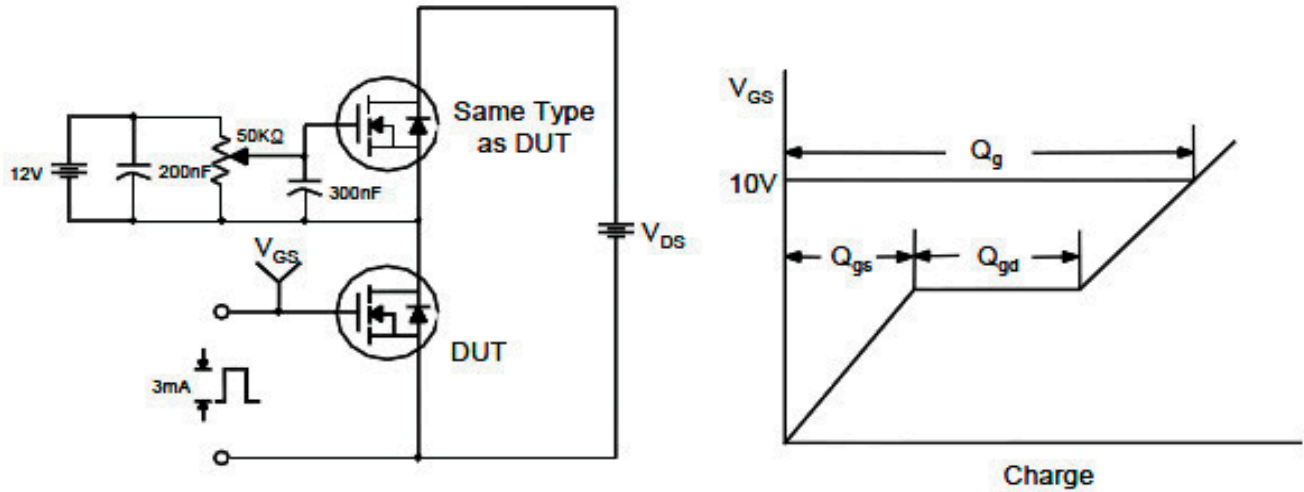 12V
200nF
50KΩ
300nF
Same Type
as DUT
V_DS
V_GS
DUT
3mA
V_GS
10V
Q_g
Q_gs
Q_gd
Charge